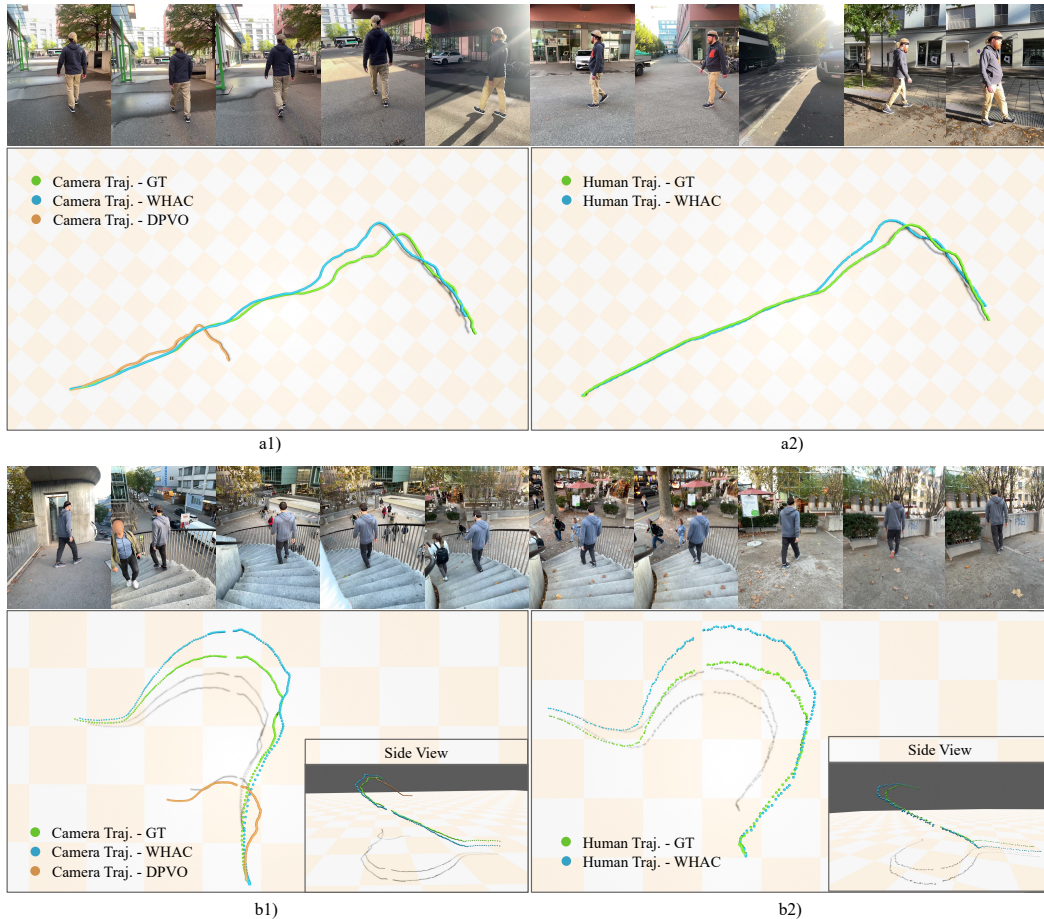 Camera Traj. - GT
Camera Traj. - WHAC
Camera Traj. - DPVO
Human Traj. - GT
Human Traj. - WHAC
a1)
a2)
Side View
Camera Traj. - GT
Camera Traj. - WHAC
Camera Traj. - DPVO
Side View
Human Traj. - GT
Human Traj. - WHAC
b1)
b2)